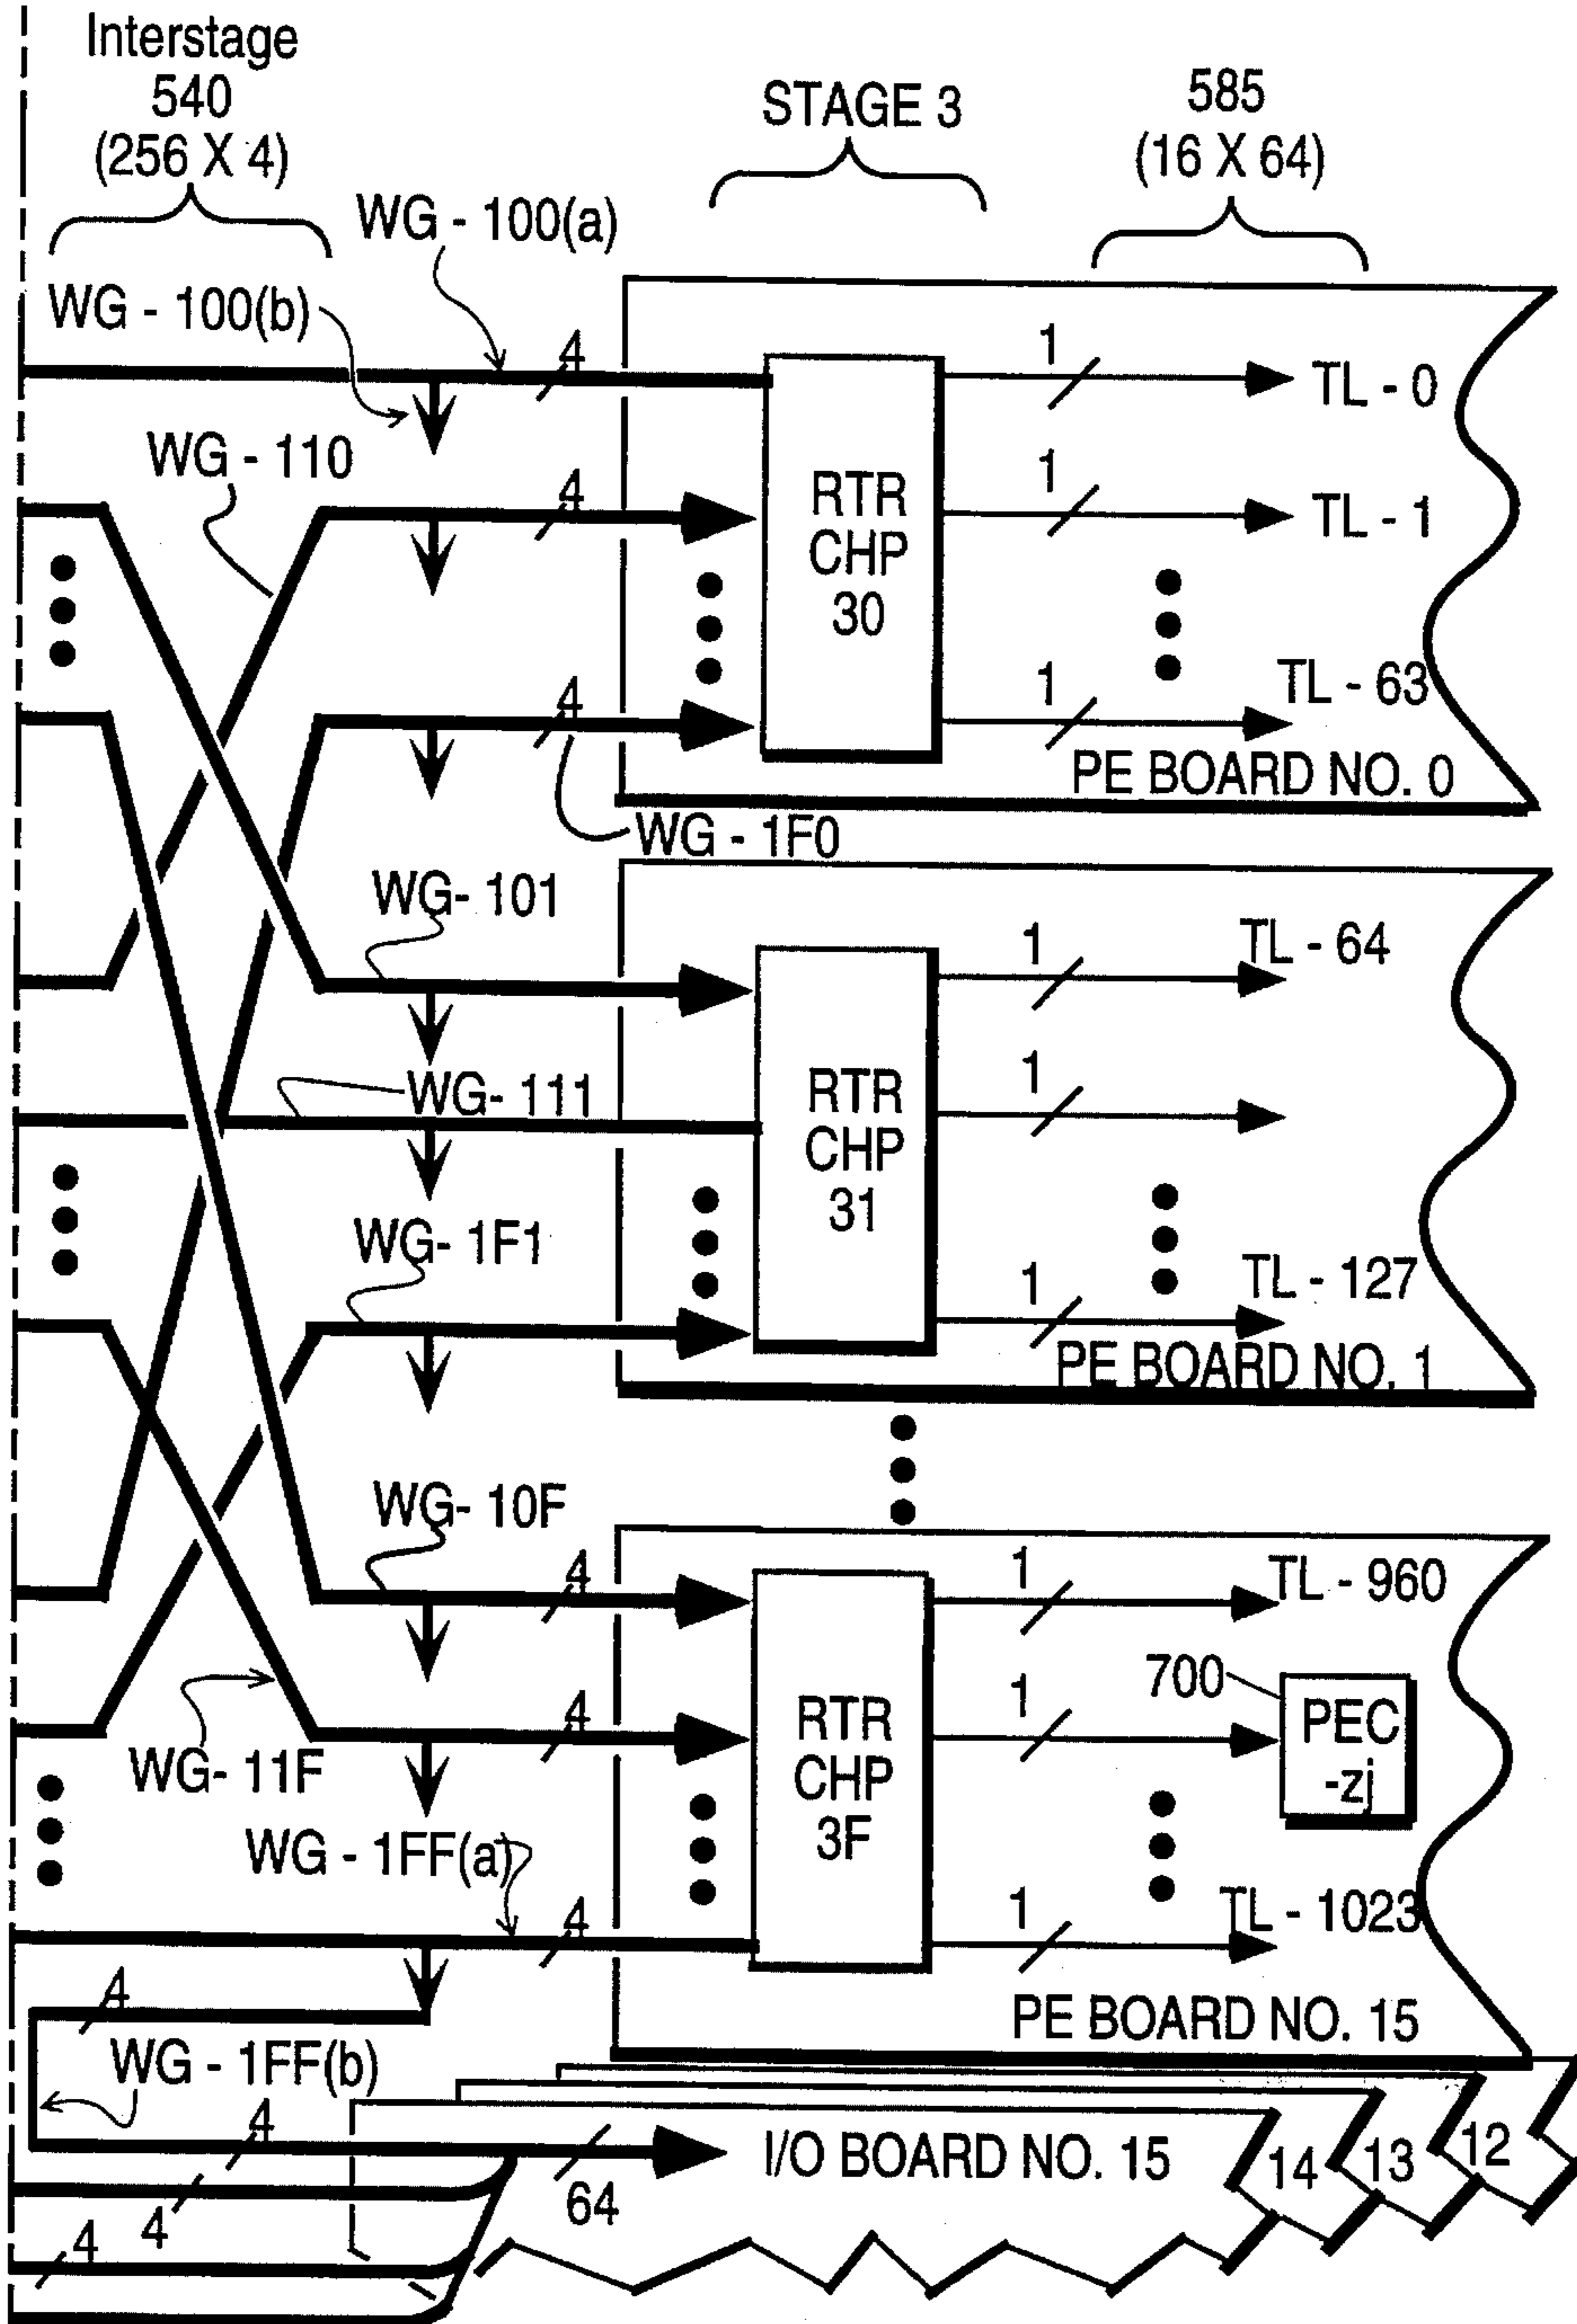 Interstage
540
(256 X 4)
STAGE 3
585
(16 X 64)
WG - 100(a)
WG - 100(b)
4
1
TL - 0
WG - 110
4
1
TL - 1
RTR
CHP
30
4
1
TL - 63
PE BOARD NO. 0
WG - 1F0
WG- 101
1
TL - 64
WG- 111
1
RTR
CHP
31
WG- 1F1
1
TL - 127
PE BOARD NO. 1
WG- 10F
4
1
TL - 960
700
4
1
PEC
-zj
RTR
CHP
3F
WG- 11F
WG - 1FF(a)
4
1
TL - 1023
4
PE BOARD NO. 15
WG - 1FF(b)
4
64
I/O BOARD NO. 15
14
13
12
4
4